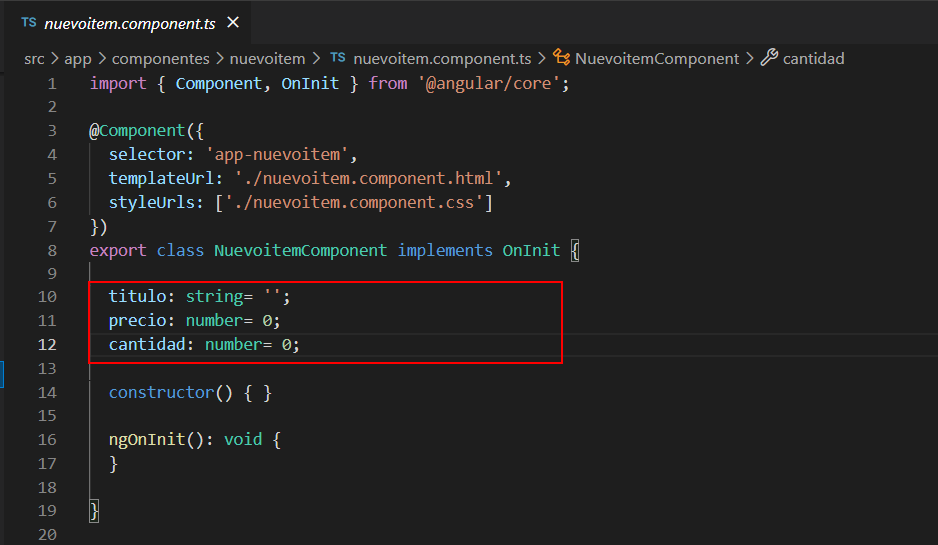 TS nuevoitem.component.ts ×
src > app > componentes > nuevoitem > TS nuevoitem.component.ts > NuevoitemComponent > cantidad
1 import { Component, OnInit } from '@angular/core';
2
3 @Component({
4   selector: 'app-nuevoitem',
5   templateUrl: './nuevoitem.component.html',
6   styleUrls: ['./nuevoitem.component.css']
7 })
8 export class NuevoitemComponent implements OnInit {
9
10   titulo: string= '';
11   precio: number= 0;
12   cantidad: number= 0;
13
14   constructor() { }
15
16   ngOnInit(): void {
17   }
18
19 }
20